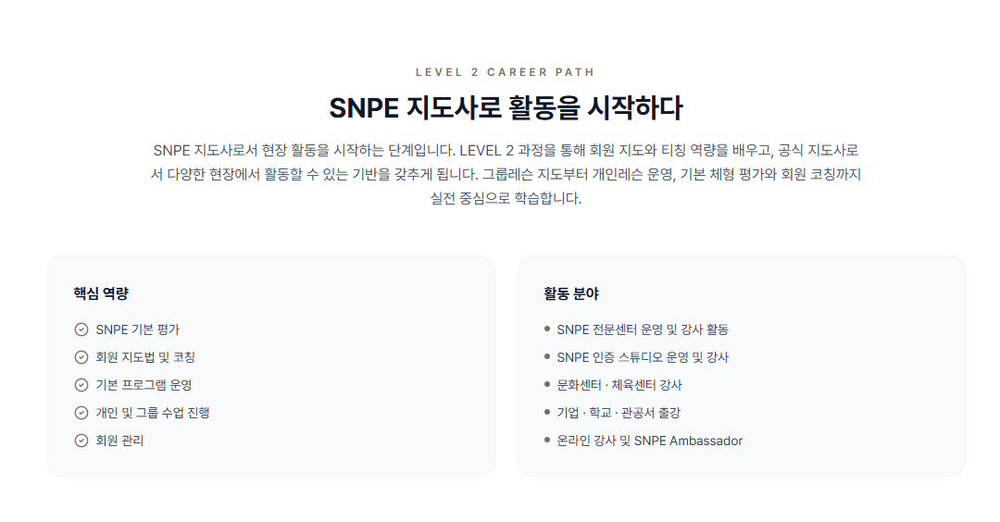 LEVEL 2 CAREER PATH
SNPE 지도사로 활동을 시작하다
SNPE 지도사로서 현장 활동을 시작하는 단계입니다. LEVEL 2 과정을 통해 회원 지도와 티칭 역량을 배우고, 공식 지도사로
서 다양한 현장에서 활동할 수 있는 기반을 갖추게 됩니다. 그룹레슨 지도부터 개인레슨 운영, 기본 체형 평가와 회원 코칭까지
실전 중심으로 학습합니다.
핵심 역량
SNPE 기본 평가
회원 지도법 및 코칭
기본 프로그램 운영
개인 및 그룹 수업 진행
회원 관리
활동 분야
SNPE 전문센터 운영 및 강사 활동
SNPE 인증 스튜디오 운영 및 강사
문화센터 · 체육센터 강사
기업 · 학교 · 관공서 출강
온라인 강사 및 SNPE Ambassador